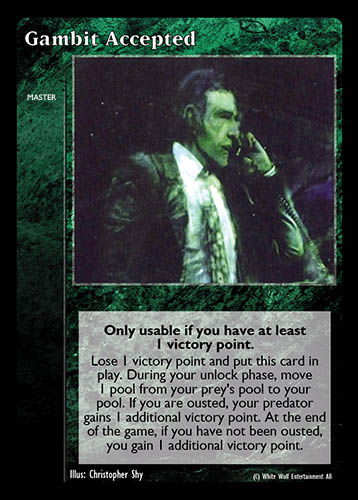 Gambit Accepted
MASTER
Only usable if you have at least
1 victory point.
Lose 1 victory point and put this card in
play. During your unlock phase, move
1 pool from your prey's pool to your
pool. If you are ousted, your predator
gains 1 additional victory point. At the end
of the game, if you have not been ousted,
you gain 1 additional victory point.
Illus: Christopher Shy
(C) White Wolf Entertainment AB